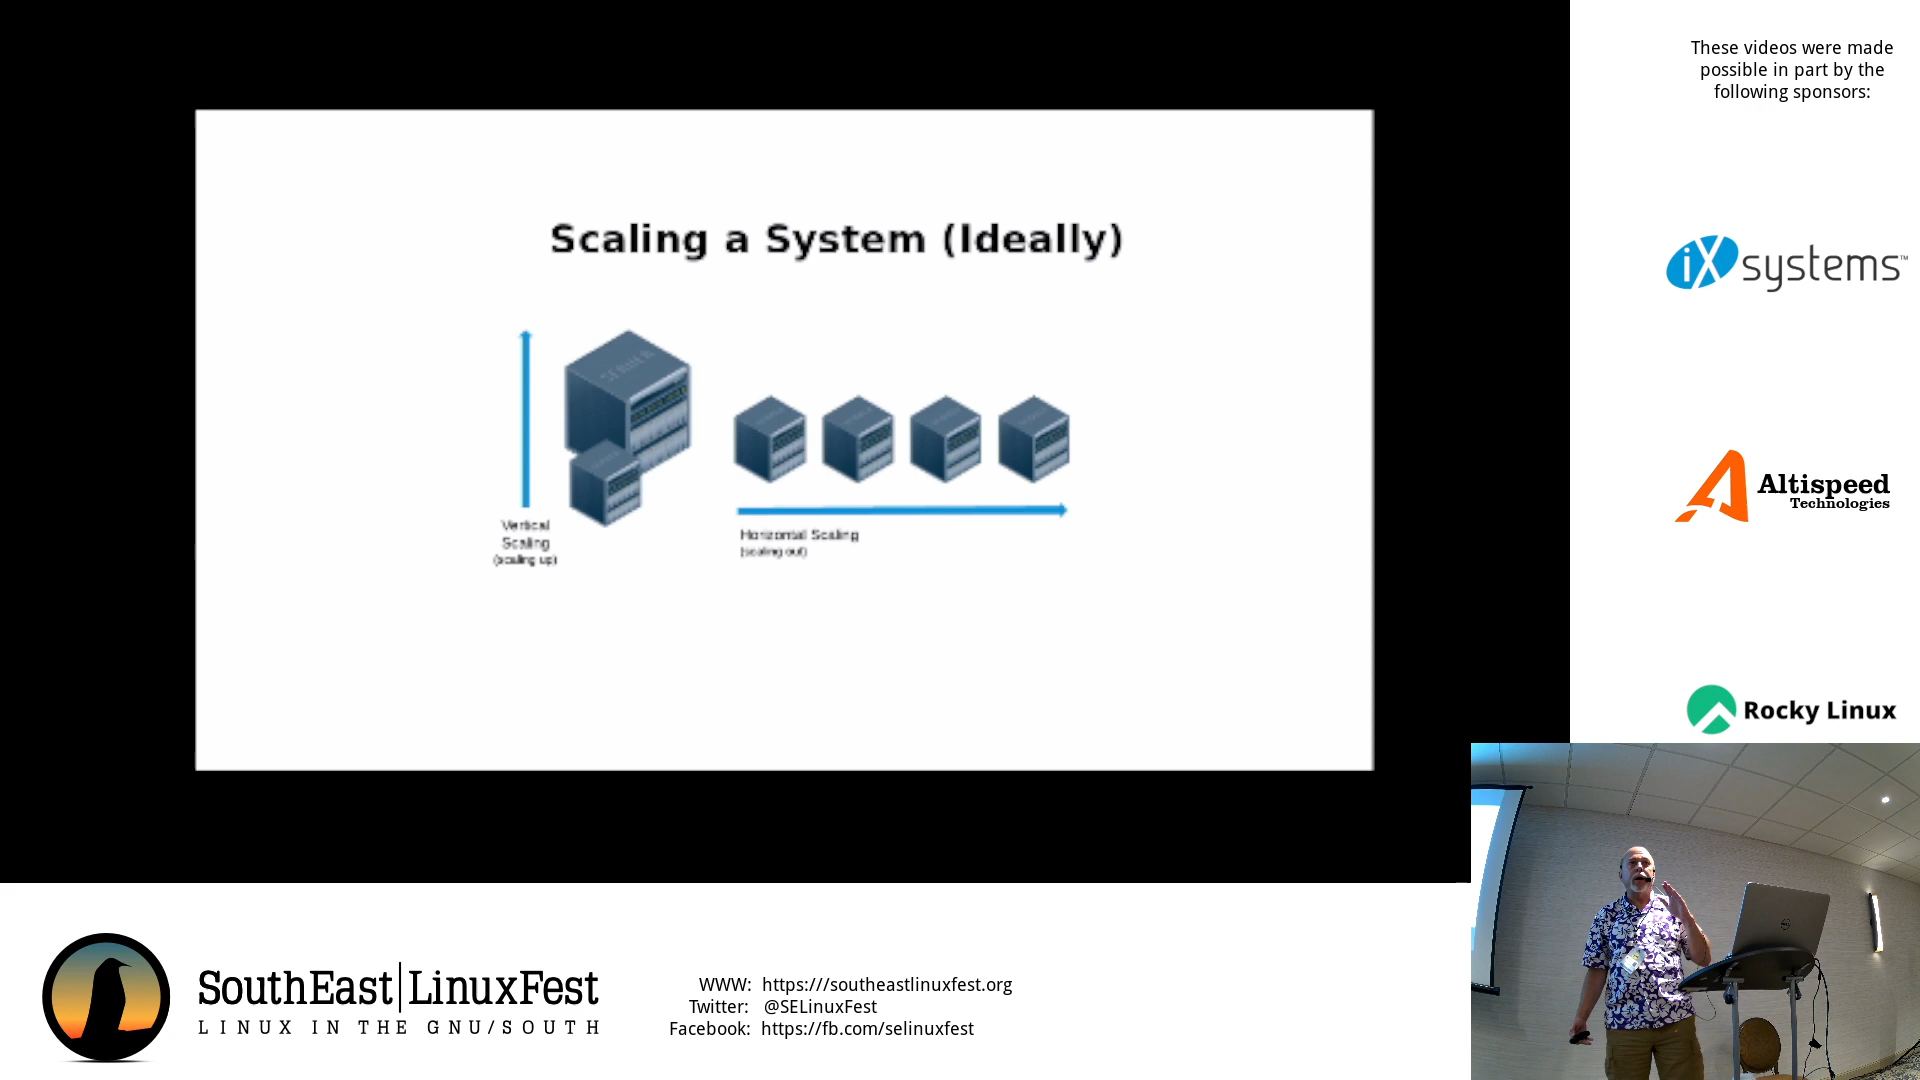 These videos were made
possible in part by the
following sponsors:
Scaling a System (Ideally)
SERVER
Vertical
Scaling
(scaling up)
Horizontal Scaling
(scaling out)
iXsystems™
Altispeed
Technologies
Rocky Linux
SouthEast|LinuxFest
LINUX IN THE GNU/SOUTH
WWW: https:///southeastlinuxfest.org
Twitter: @SELinuxFest
Facebook: https://fb.com/selinuxfest